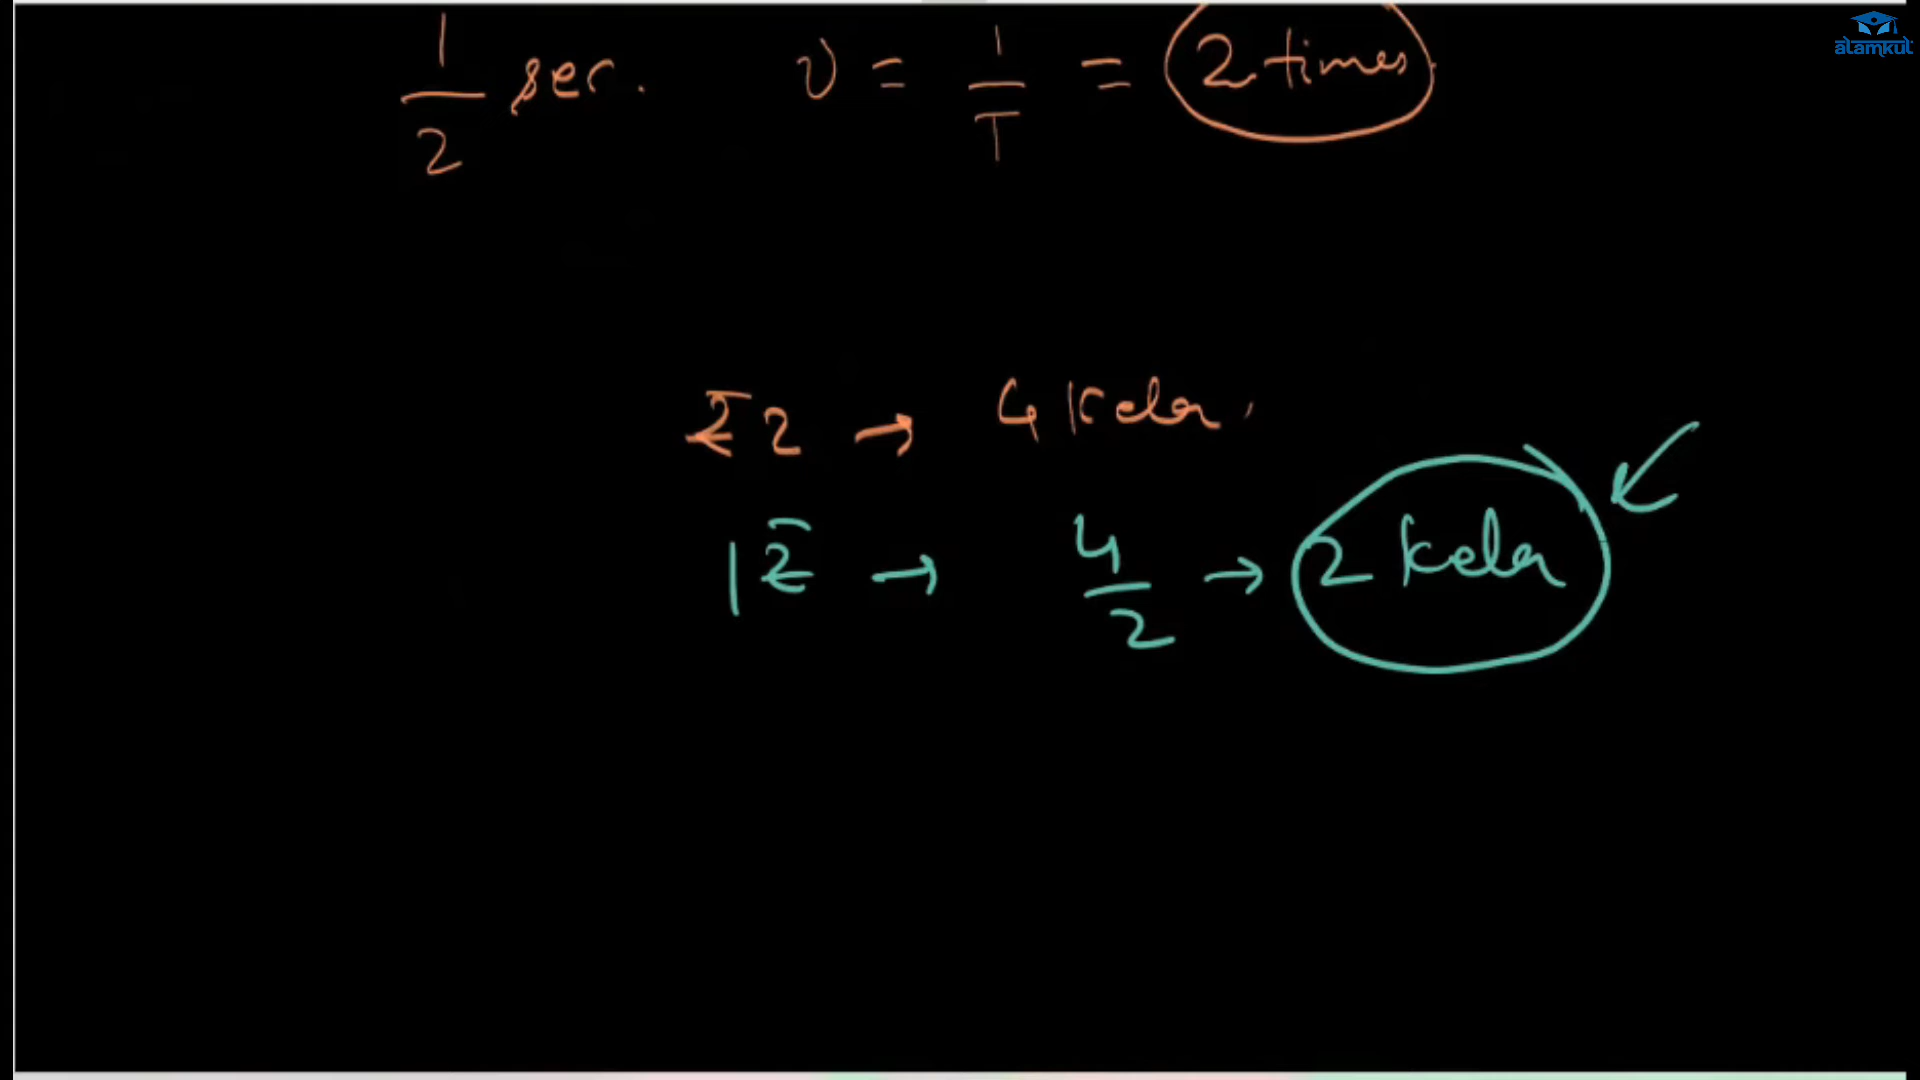 1/2 sec. ν = 1/T = 2 times
₹ 2 → 4 Kela.
1 ₹ → 4/2 → 2 Kela
alamkul